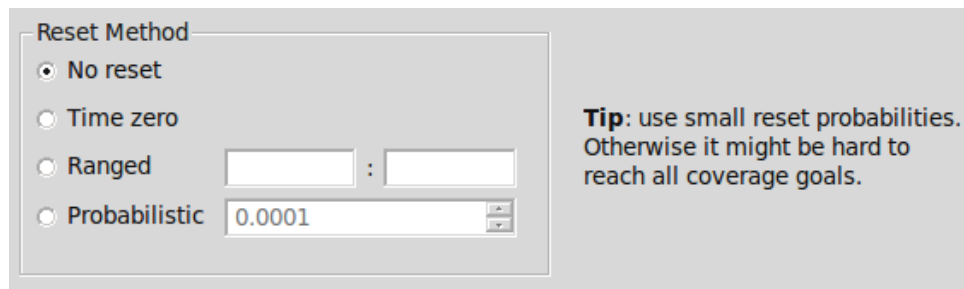 Reset Method
No reset
Time zero
Ranged :
Probabilistic 0.0001
Tip: use small reset probabilities.
Otherwise it might be hard to
reach all coverage goals.